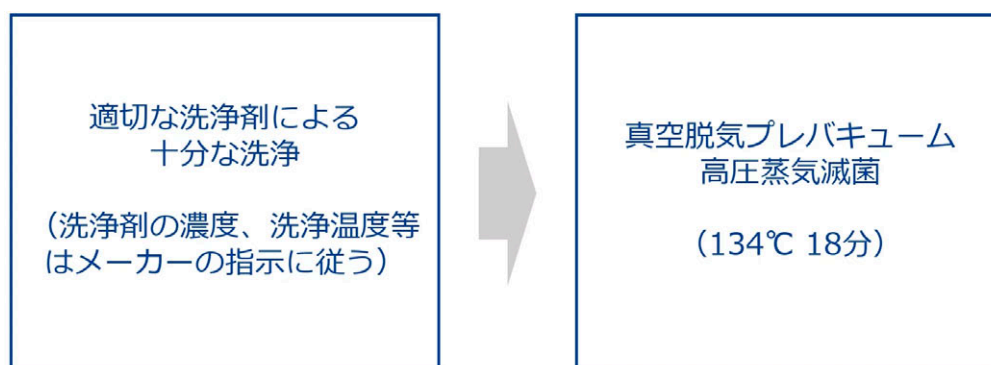 適切な洗浄剤による
十分な洗浄
（洗浄剤の濃度、洗浄温度等
はメーカーの指示に従う）
真空脱気プレバキューム
高圧蒸気滅菌
（134℃ 18分）